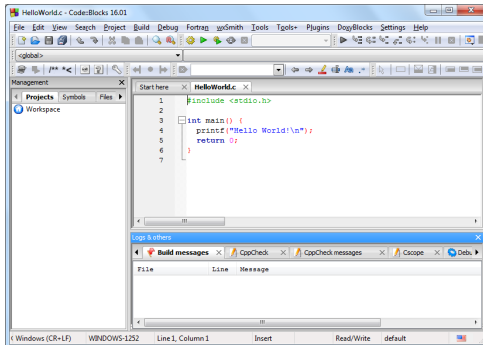 HelloWorld.c - Code::Blocks 16.01
File Edit View Search Project Build Debug Fortran wxSmith Tools Tools+ Plugins DoxyBlocks Settings Help
<global>
/** *<
Management
Projects Symbols Files
Workspace
Start here HelloWorld.c
1 #include <stdio.h>
2
3 int main() {
4 printf("Hello World!\n");
5 return 0;
6 }
7
Logs & others
Build messages CppCheck CppCheck messages Cscope Debu
File Line Message
Windows (CR+LF) WINDOWS-1252 Line 1, Column 1 Insert Read/Write default